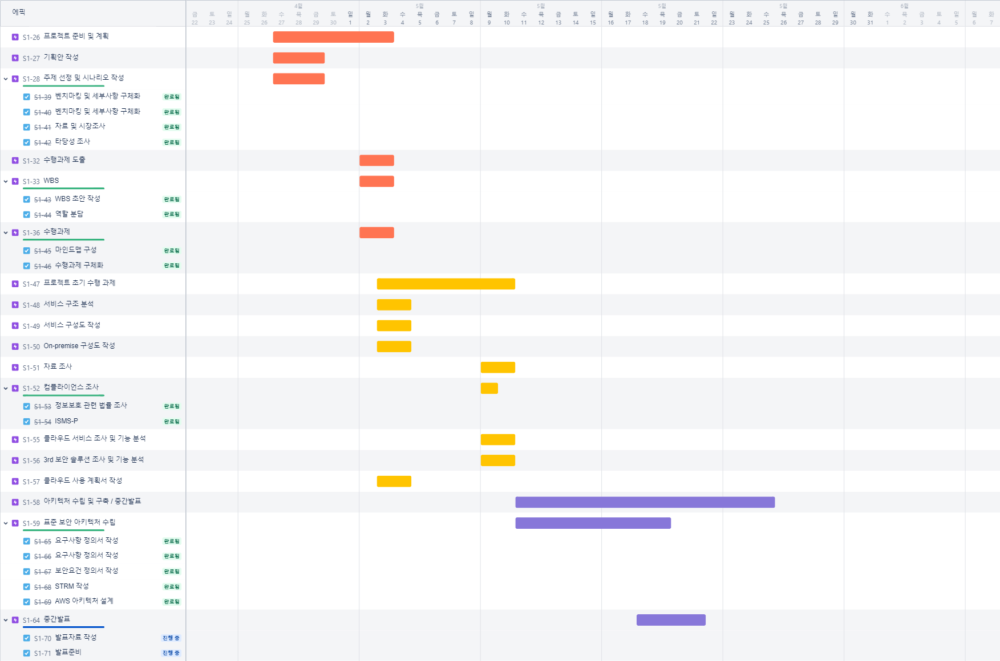 에픽
4월 5월 5월 5월 5월 6월
금 토 일 월 화 수 목 금 토 일 월 화 수 목 금 토 일 월 화 수 목 금 토 일 월 화 수 목 금 토 일 월 화 수 목 금 토 일 월 화 수 목 금 토 일 월 화
22 23 24 25 26 27 28 29 30 1 2 3 4 5 6 7 8 9 10 11 12 13 14 15 16 17 18 19 20 21 22 23 24 25 26 27 28 29 30 31 1 2 3 4 5 6 7
S1-26 프로젝트 준비 및 계획
S1-27 기획안 작성
S1-28 주제 선정 및 시나리오 작성
S1-39 벤치마킹 및 세부사항 구체화 완료됨
S1-40 벤치마킹 및 세부사항 구체화 완료됨
S1-41 자료 및 시장조사 완료됨
S1-42 타당성 조사 완료됨
S1-32 수행과제 도출
S1-33 WBS
S1-43 WBS 초안 작성 완료됨
S1-44 역할 분담 완료됨
S1-36 수행과제
S1-45 마인드맵 구성 완료됨
S1-46 수행과제 구체화 완료됨
S1-47 프로젝트 초기 수행 과제
S1-48 서비스 구조 분석
S1-49 서비스 구성도 작성
S1-50 On-premise 구성도 작성
S1-51 자료 조사
S1-52 컴플라이언스 조사
S1-53 정보보호 관련 법률 조사 완료됨
S1-54 ISMS-P 완료됨
S1-55 클라우드 서비스 조사 및 기능 분석
S1-56 3rd 보안 솔루션 조사 및 기능 분석
S1-57 클라우드 사용 계획서 작성
S1-58 아키텍처 수립 및 구축 / 중간발표
S1-59 표준 보안 아키텍처 수립
S1-65 요구사항 정의서 작성 완료됨
S1-66 요구사항 정의서 작성 완료됨
S1-67 보안요건 정의서 작성 완료됨
S1-68 STRM 작성 완료됨
S1-69 AWS 아키텍처 설계 완료됨
S1-64 중간발표
S1-70 발표자료 작성 진행 중
S1-71 발표준비 진행 중